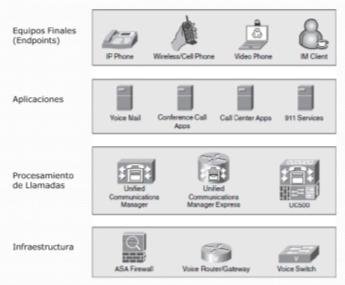 Equipos Finales
(Endpoints)
IP Phone
Wireless/Cell Phone
Video Phone
IM Client
Aplicaciones
Voice Mail
Conference Call
Apps
Call Center Apps
911 Services
Procesamiento
de Llamadas
Unified
Communications
Manager
Unified
Communications
Manager Express
UC500
Infraestructura
ASA Firewall
Voice Router/Gateway
Voice Switch
V